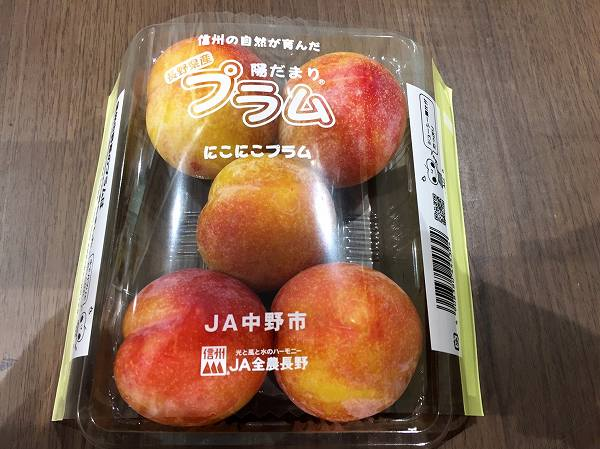 信州の自然が育んだ
長野県産
陽だまり®
プラム
にこにこプラム®
JA中野市
光と風と水のハーモニー
信州
JA全農長野